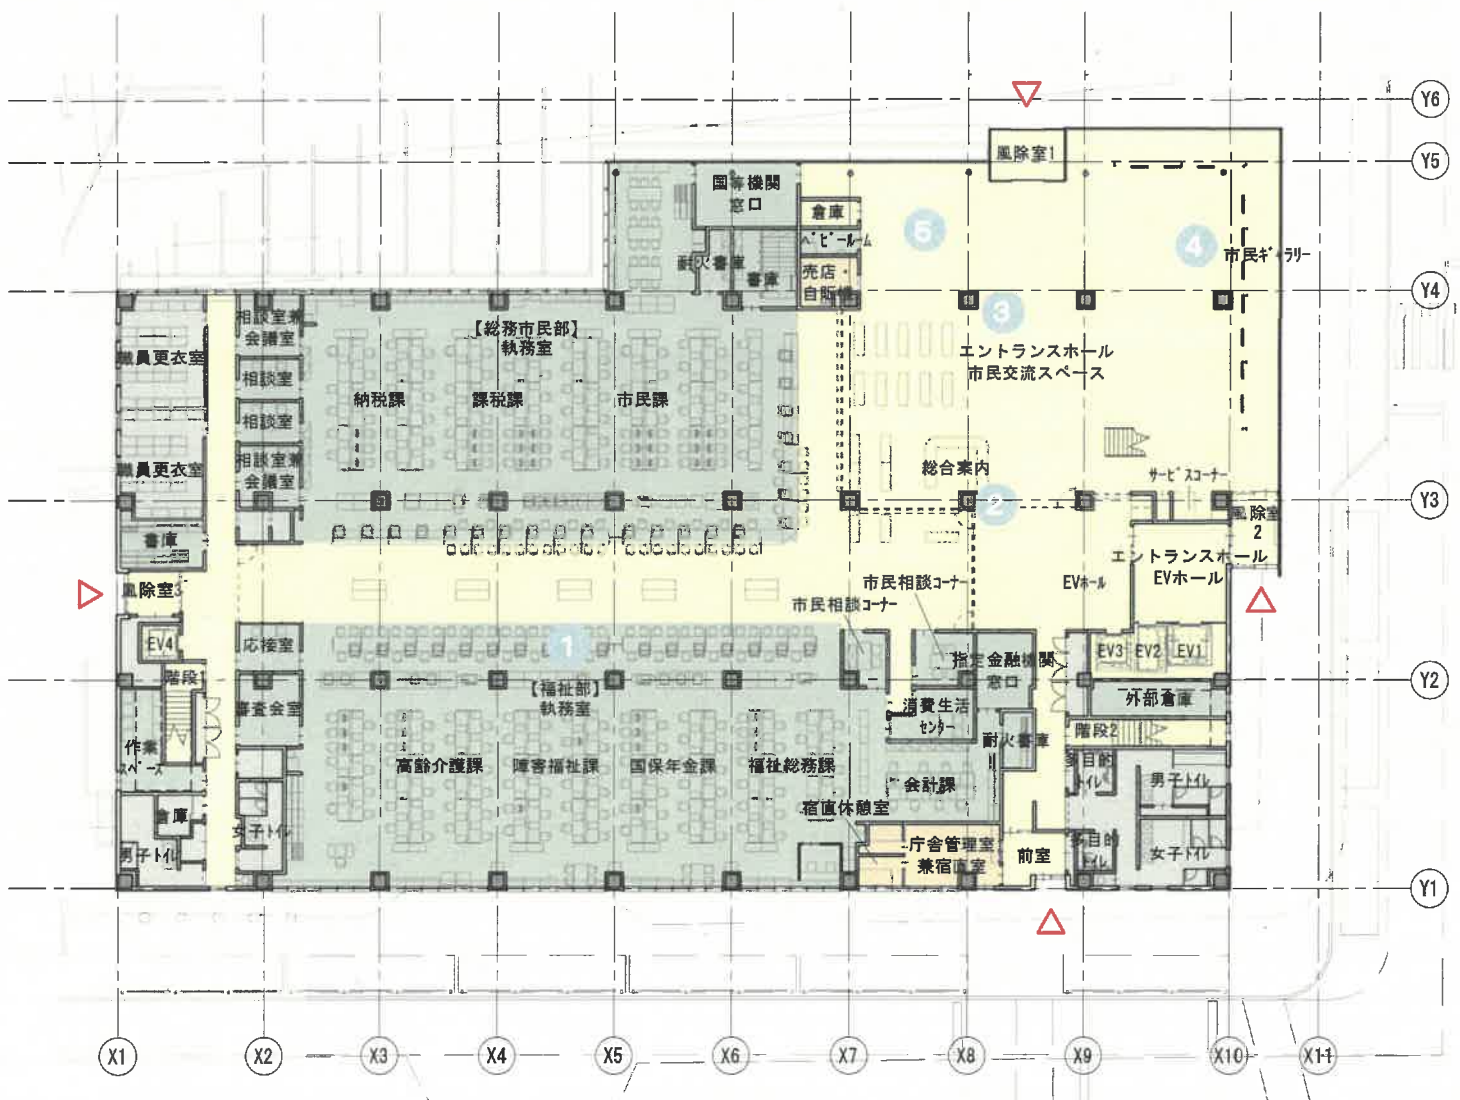 Y6
風除室1
Y5
国等機関
窓口
倉庫
5
ベビールーム
4
市民ギャラリー
耐火書庫
書庫
売店・
自販機
Y4
3
相談室兼
会議室
【総務市民部】
執務室
エントランスホール
市民交流スペース
職員更衣室
相談室
納税課
課税課
市民課
相談室
職員更衣室
相談室兼
会議室
総合案内
サービスコーナー
2
Y3
風除室
2
書庫
エントランスホール
EVホール
EVホール
市民相談コーナー
市民相談コーナー
風除室3
EV4
応接室
1
指定金融機関
窓口
EV3
EV2
EV1
階段1
Y2
【福祉部】
執務室
外部倉庫
審査会室
消費生活
センター
階段2
作業
スペース
耐火書庫
高齢介護課
障害福祉課
国保年金課
福祉総務課
会計課
多目的
トイレ
男子トイレ
宿直休憩室
倉庫
女子トイレ
男子トイレ
庁舎管理室
兼宿直室
前室
多目的
トイレ
女子トイレ
Y1
X1
X2
X3
X4
X5
X6
X7
X8
X9
X10
X11